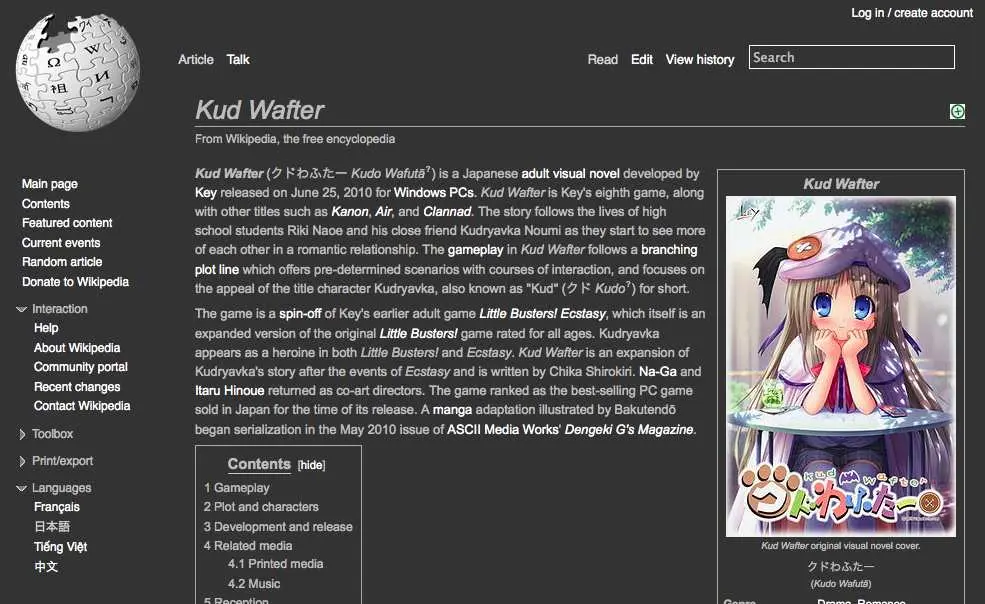 Log in / create account
Article Talk
Read Edit View history
Search
Kud Wafter
From Wikipedia, the free encyclopedia
Main page
Contents
Featured content
Current events
Random article
Donate to Wikipedia
Interaction
Help
About Wikipedia
Community portal
Recent changes
Contact Wikipedia
Toolbox
Print/export
Languages
Français
日本語
Tiếng Việt
中文
Kud Wafter (クドわふたー Kudo Wafutā?) is a Japanese adult visual novel developed by
Key released on June 25, 2010 for Windows PCs. Kud Wafter is Key's eighth game, along
with other titles such as Kanon, Air, and Clannad. The story follows the lives of high
school students Riki Naoe and his close friend Kudryavka Noumi as they start to see more
of each other in a romantic relationship. The gameplay in Kud Wafter follows a branching
plot line which offers pre-determined scenarios with courses of interaction, and focuses on
the appeal of the title character Kudryavka, also known as "Kud" (クド Kudo?) for short.
The game is a spin-off of Key's earlier adult game Little Busters! Ecstasy, which itself is an
expanded version of the original Little Busters! game rated for all ages. Kudryavka
appears as a heroine in both Little Busters! and Ecstasy. Kud Wafter is an expansion of
Kudryavka's story after the events of Ecstasy and is written by Chika Shirokiri. Na-Ga and
Itaru Hinoue returned as co-art directors. The game ranked as the best-selling PC game
sold in Japan for the time of its release. A manga adaptation illustrated by Bakutendō
began serialization in the May 2010 issue of ASCII Media Works' Dengeki G's Magazine.
Contents [hide]
1 Gameplay
2 Plot and characters
3 Development and release
4 Related media
4.1 Printed media
4.2 Music
5 Reception
Kud Wafter
Kud Wafter
クドわふたー
Kud Wafter original visual novel cover.
クドわふたー
(Kudo Wafutā)
Genre Drama, Romance